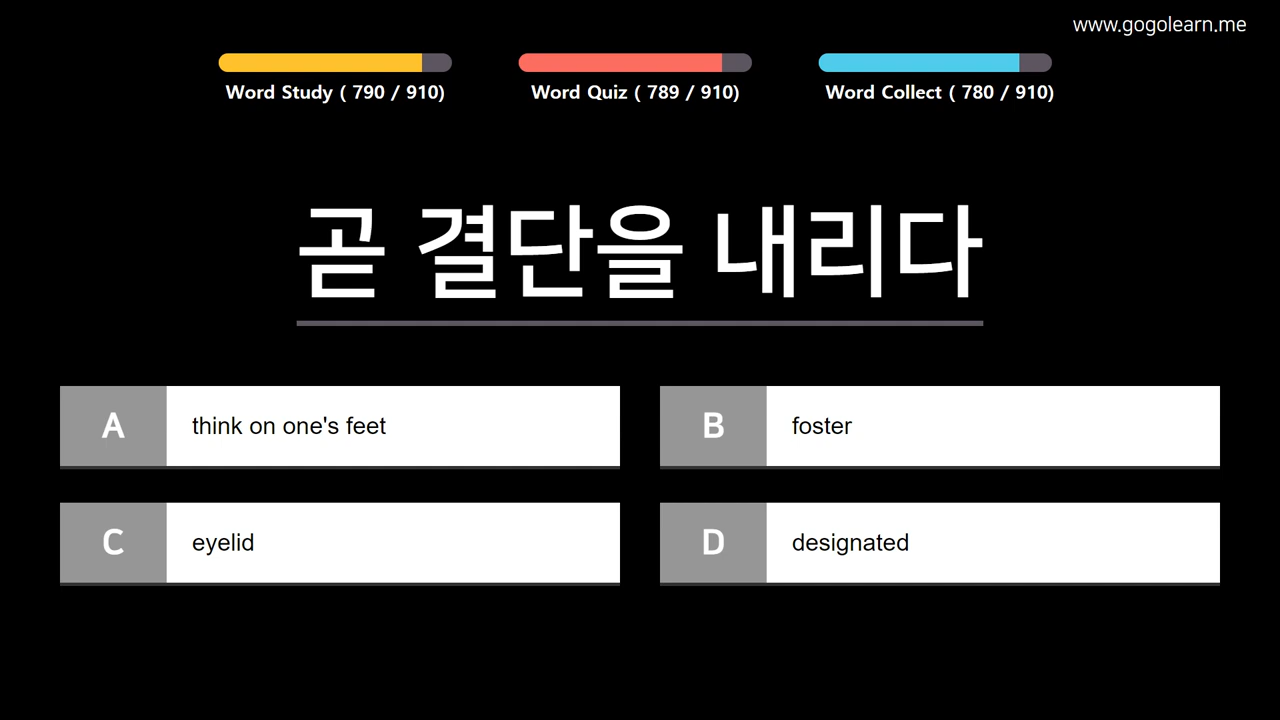 www.gogolearn.me
Word Study ( 790 / 910)
Word Quiz ( 789 / 910)
Word Collect ( 780 / 910)
곧 결단을 내리다
A think on one's feet
B foster
C eyelid
D designated